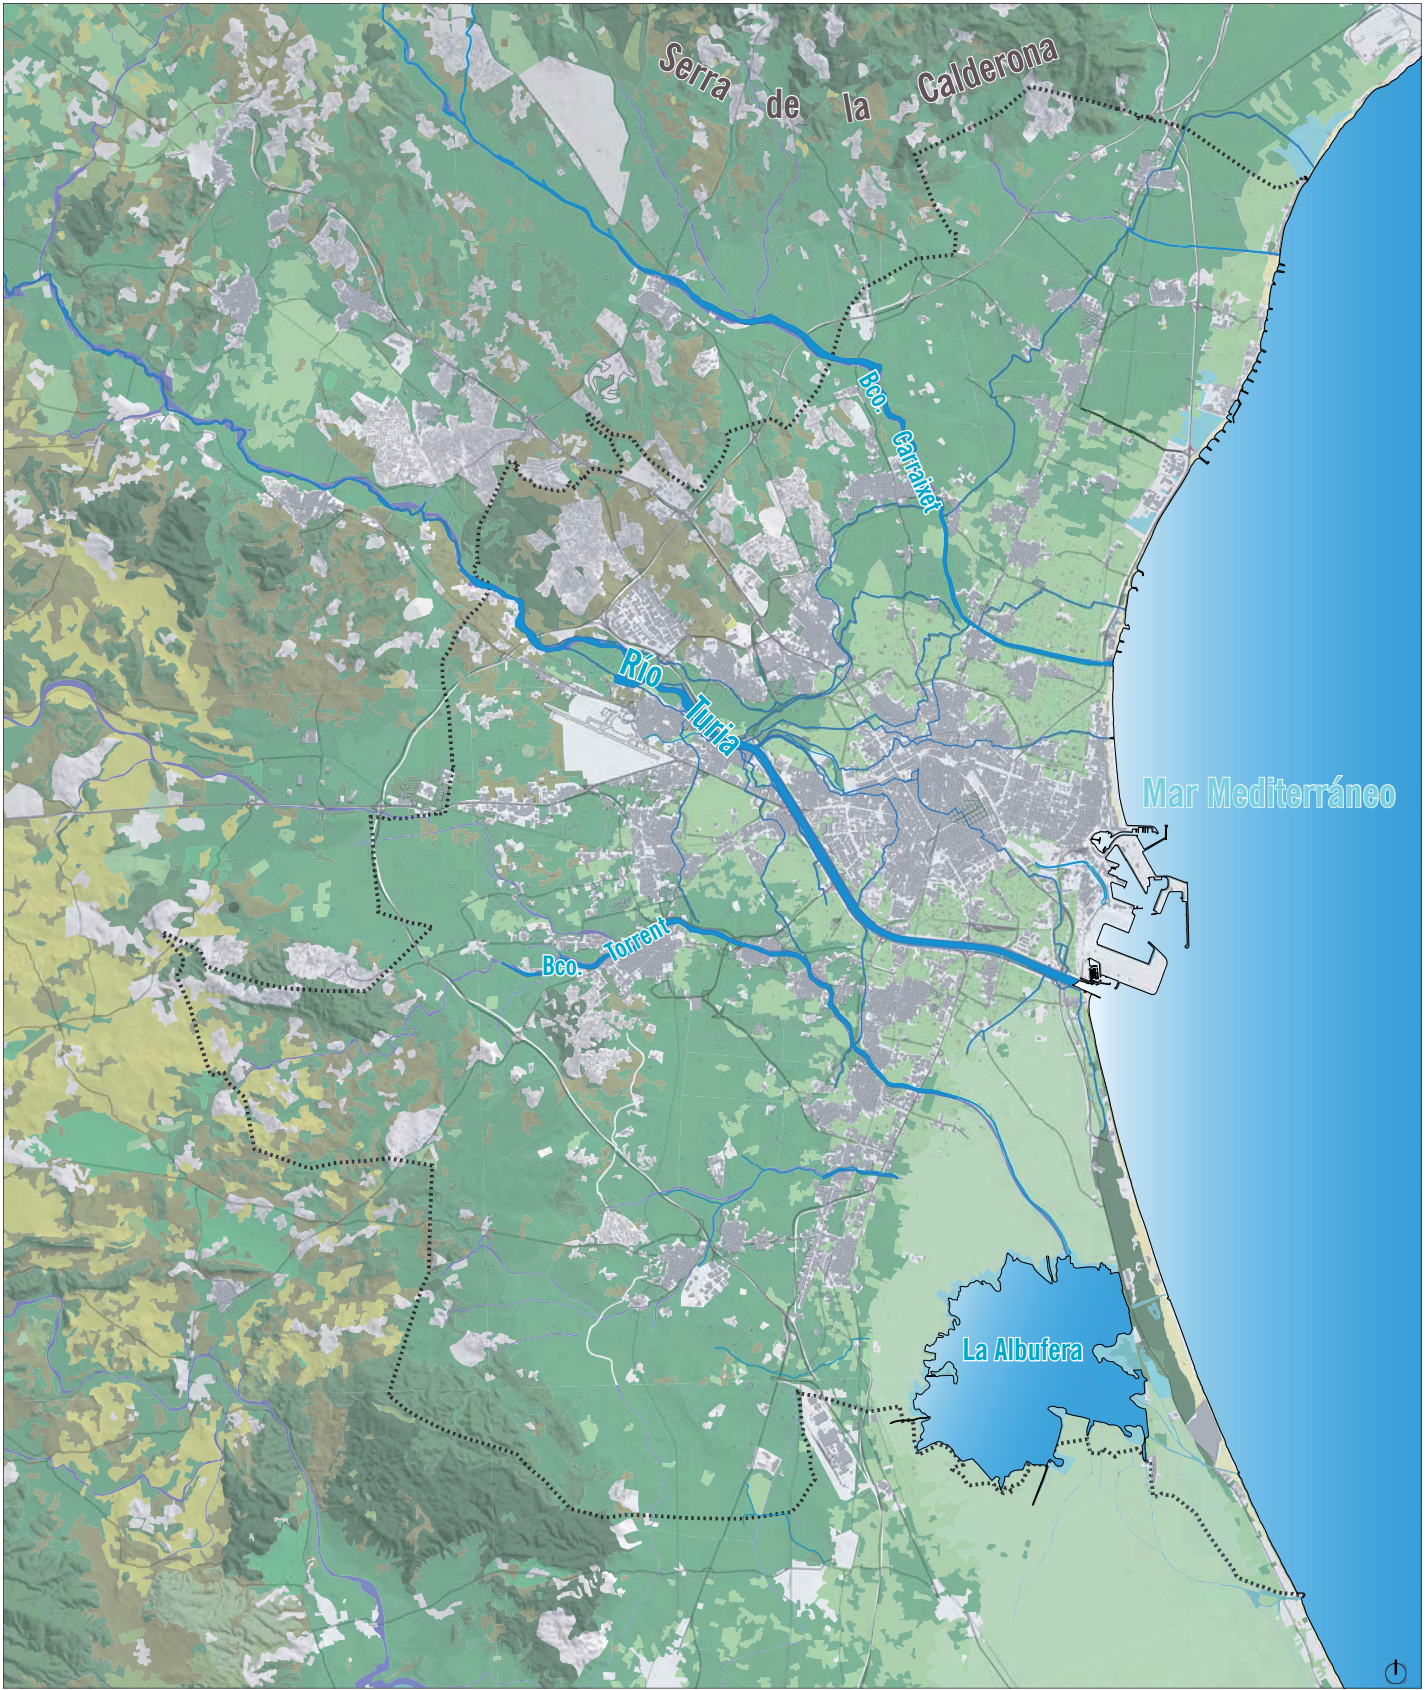 Serra de la Calderona
Bco. Carraixet
Río Turia
Mar Mediterráneo
Bco. Torrent
La Albufera